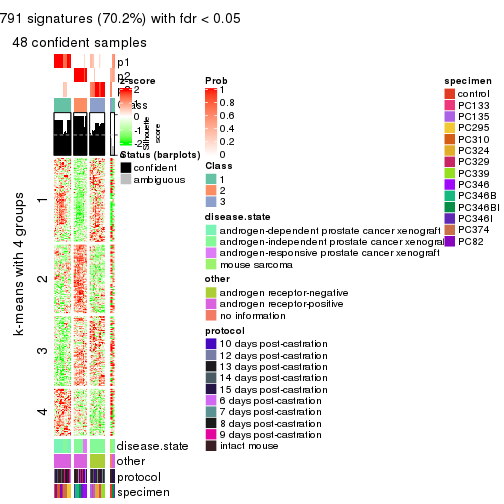 791 signatures (70.2%) with fdr < 0.05
48 confident samples
p1
p2
p3
Class
Silhouette
score
1
2
3
4
k-means with 4 groups
disease.state
other
protocol
specimen
z-score
2
1
0
-1
-2
Status (barplots)
confident
ambiguous
Prob
1
0.8
0.6
0.4
0.2
0
Class
1
2
3
disease.state
androgen-dependent prostate cancer xenograft
androgen-independent prostate cancer xenograft
androgen-responsive prostate cancer xenograft
mouse sarcoma
other
androgen receptor-negative
androgen receptor-positive
no information
protocol
10 days post-castration
12 days post-castration
13 days post-castration
14 days post-castration
15 days post-castration
6 days post-castration
7 days post-castration
8 days post-castration
9 days post-castration
intact mouse
specimen
control
PC133
PC135
PC295
PC310
PC324
PC329
PC339
PC346
PC346B
PC346BI
PC346I
PC374
PC82